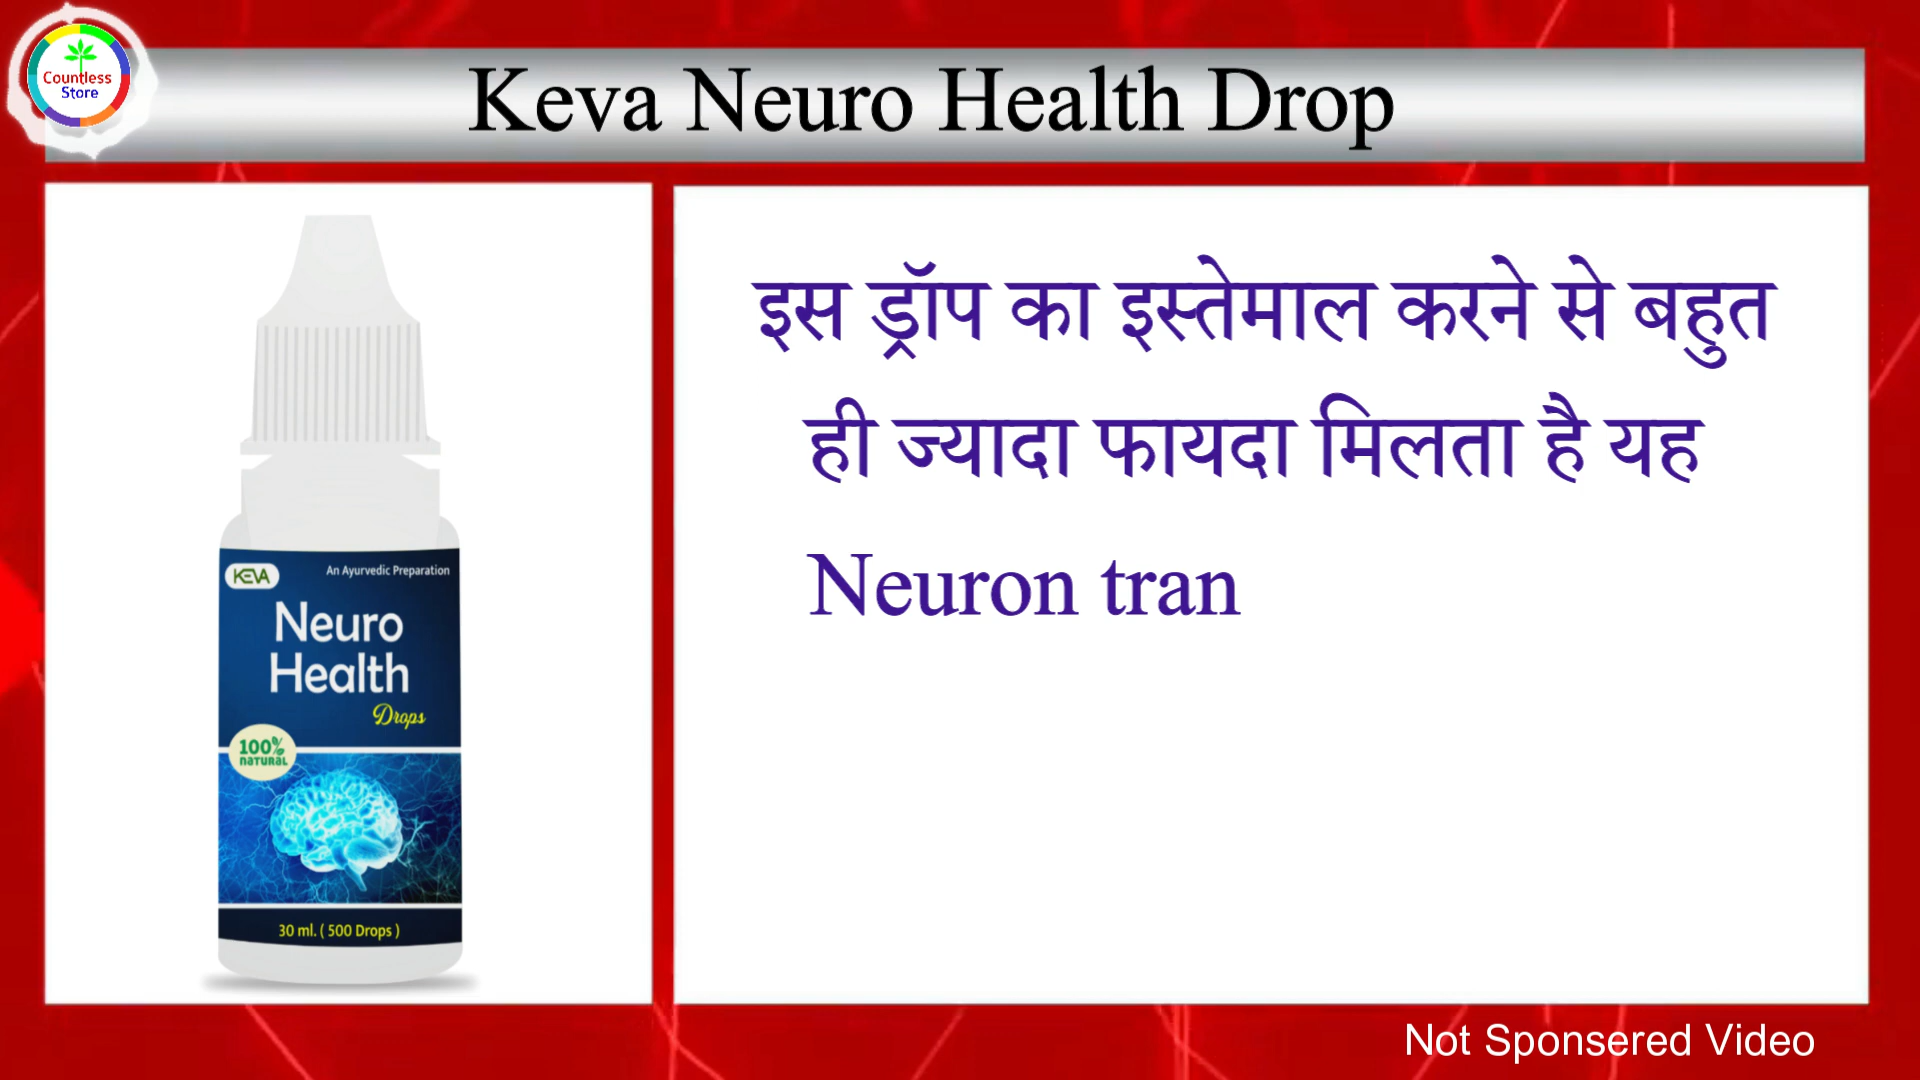 Countless
Store
Keva Neuro Health Drop
KEVA
An Ayurvedic Preparation
Neuro
Health
Drops
100%
NATURAL
30 ml. ( 500 Drops )
इस ड्रॉप का इस्तेमाल करने से बहुत
ही ज्यादा फायदा मिलता है यह
Neuron tran
Not Sponsered Video